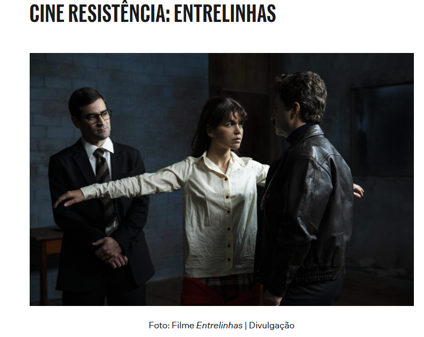 CINE RESISTÊNCIA: ENTRELINHAS
Foto: Filme Entrelinhas | Divulgação